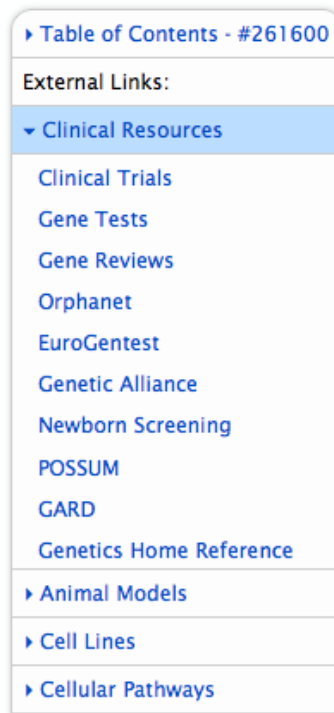 Table of Contents - #261600
External Links:
Clinical Resources
Clinical Trials
Gene Tests
Gene Reviews
Orphanet
EuroGentest
Genetic Alliance
Newborn Screening
POSSUM
GARD
Genetics Home Reference
Animal Models
Cell Lines
Cellular Pathways